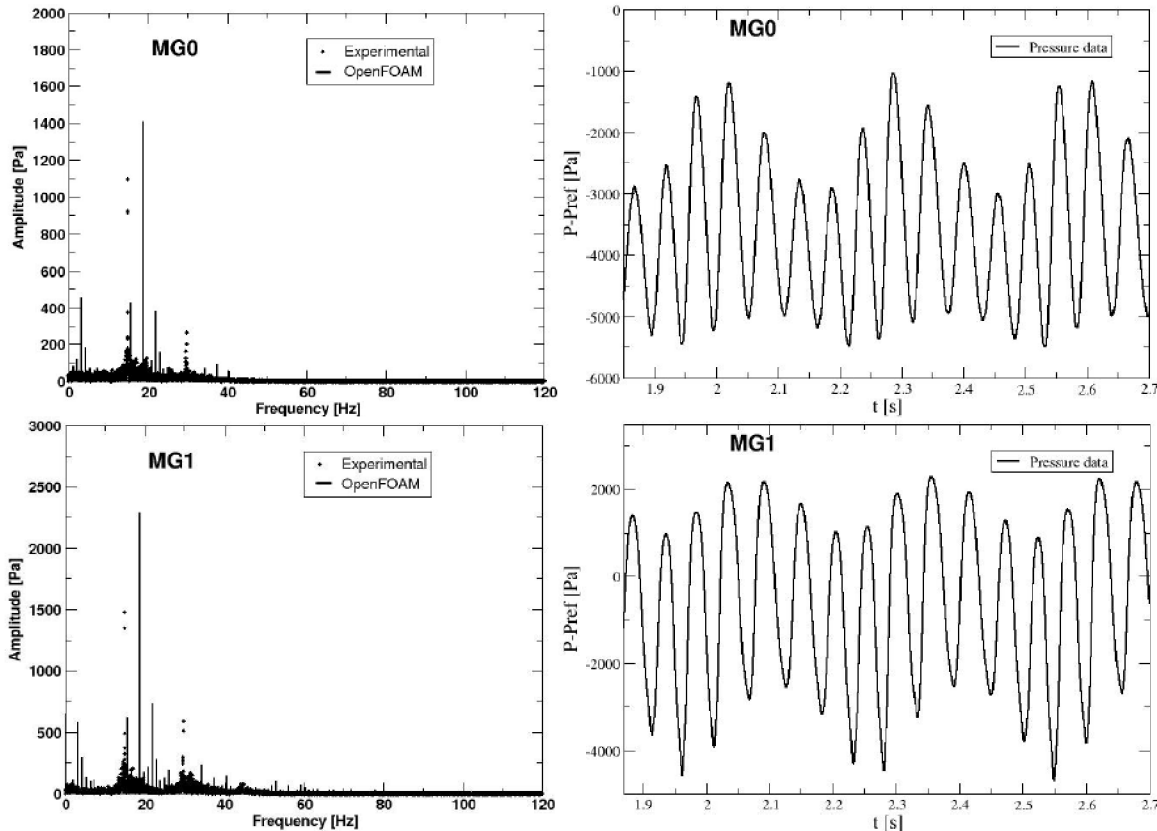 MG0
Experimental
OpenFOAM
2000
1800
1600
1400
1200
1000
800
600
400
200
0
Amplitude [Pa]
0 20 40 60 80 100 120
Frequency [Hz]
MG0
Pressure data
0
-1000
-2000
-3000
-4000
-5000
-6000
P-Pref [Pa]
1.9 2 2.1 2.2 2.3 2.4 2.5 2.6 2.7
t [s]
MG1
Experimental
OpenFOAM
3000
2500
2000
1500
1000
500
0
Amplitude [Pa]
0 20 40 60 80 100 120
Frequency [Hz]
MG1
Pressure data
2000
0
-2000
-4000
P-Pref [Pa]
1.9 2 2.1 2.2 2.3 2.4 2.5 2.6 2.7
t [s]